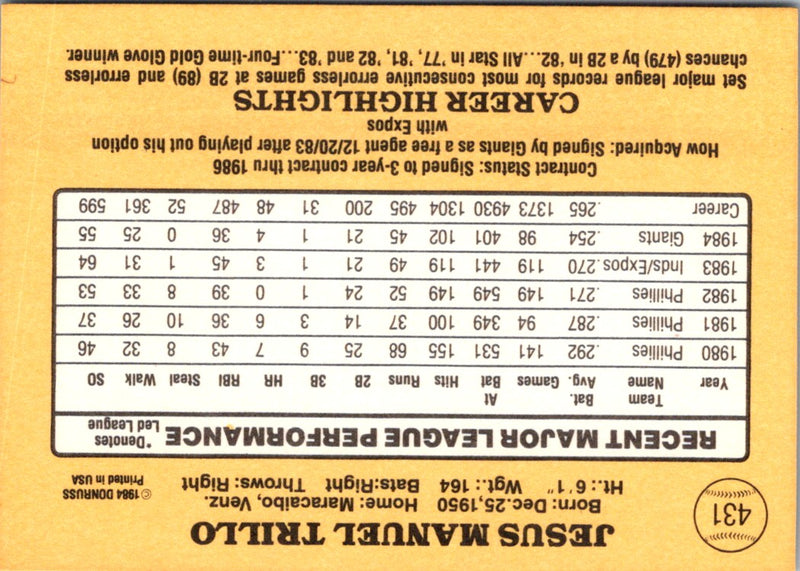 431
JESUS MANUEL TRILLO
Born: Dec.25,1950 Home: Maracaibo, Venz.
Ht.: 6'1" Wgt.: 164 Bats:Right Throws: Right
©1984 DONRUSS
Printed in USA
RECENT MAJOR LEAGUE PERFORMANCE *Denotes Led League
Year Team Name Bat. Avg. Games At Bat Hits Runs 2B 3B HR RBI Steal Walk SO
1980 Phillies .292 141 531 155 68 25 9 7 43 8 32 46
1981 Phillies .287 94 349 100 37 14 3 6 36 10 26 37
1982 Phillies .271 149 549 149 52 24 1 0 39 8 33 53
1983 Inds/Expos .270 119 441 119 49 21 1 3 45 1 31 64
1984 Giants .254 98 401 102 45 21 1 4 36 0 25 55
Career .265 1373 4930 1304 495 200 31 48 487 52 361 599
Contract Status: Signed to 3-year contract thru 1986
How Acquired: Signed by Giants as a free agent 12/20/83 after playing out his option
with Expos
CAREER HIGHLIGHTS
Set major league records for most consecutive errorless games at 2B (89) and errorless
chances (479) by a 2B in '82...All Star in '77, '81, '82 and '83...Four-time Gold Glove winner.